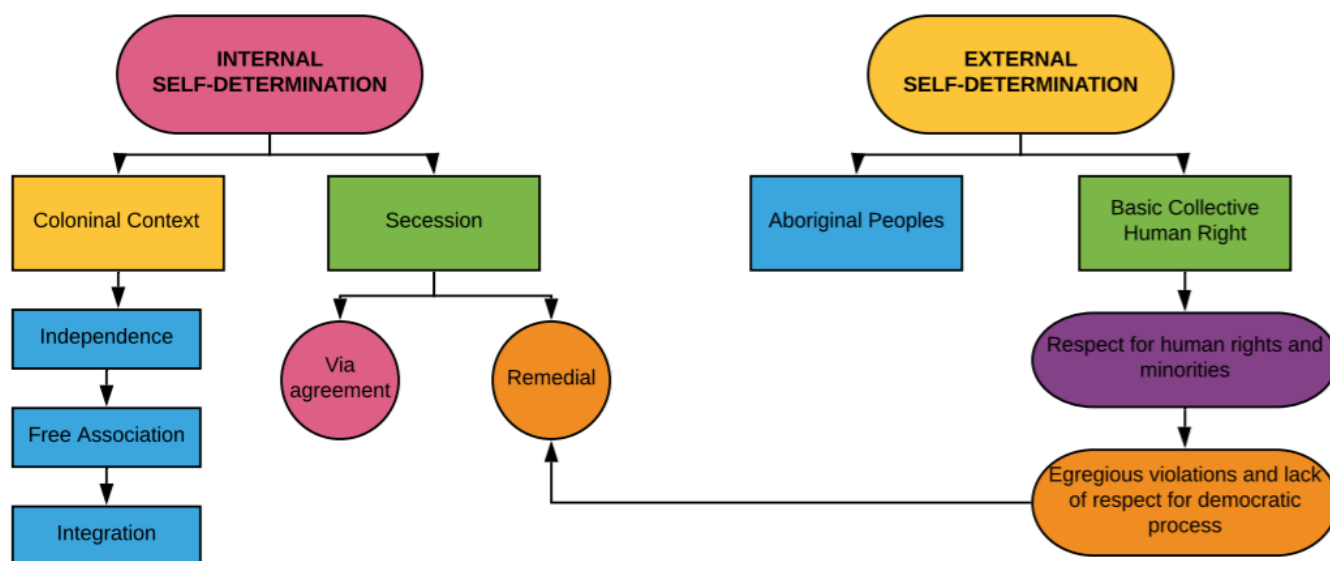 INTERNAL
SELF-DETERMINATION
EXTERNAL
SELF-DETERMINATION
Coloninal Context
Secession
Aboriginal Peoples
Basic Collective
Human Right
Independence
Via
agreement
Remedial
Respect for human rights and
minorities
Free Association
Egregious violations and lack
of respect for democratic
process
Integration